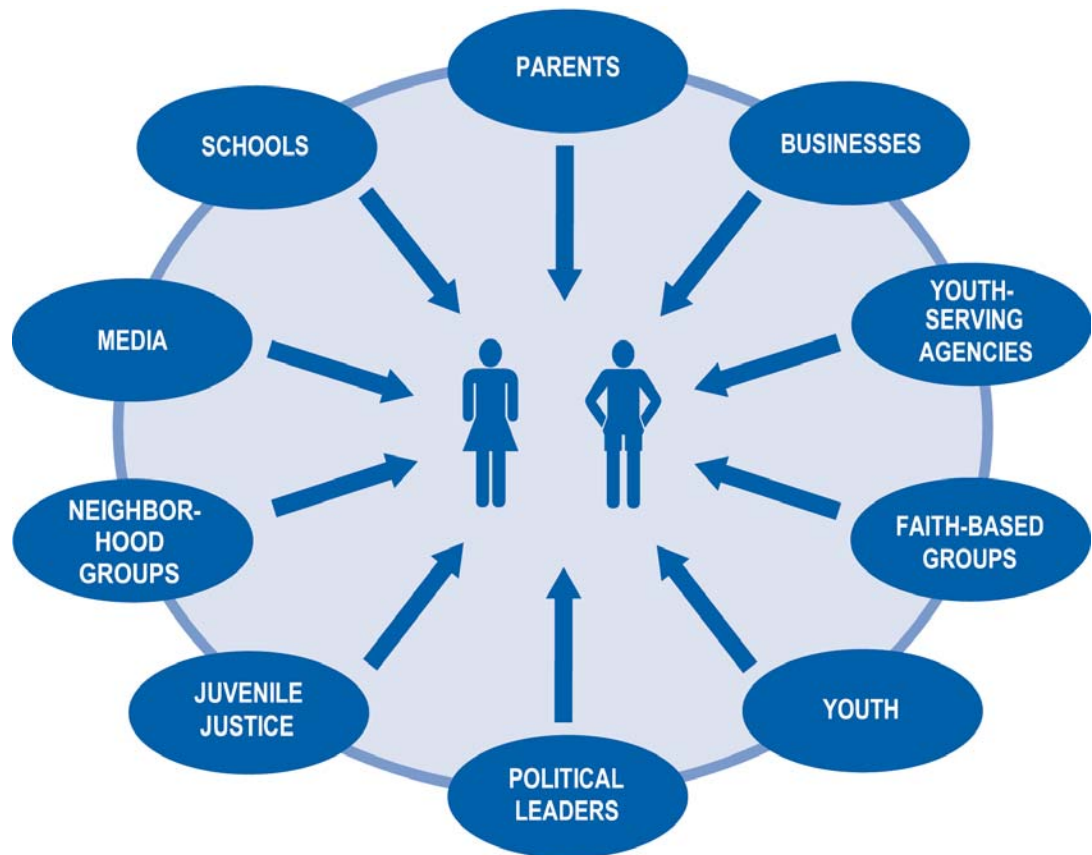 PARENTS
SCHOOLS
BUSINESSES
MEDIA
YOUTH-
SERVING
AGENCIES
NEIGHBOR-
HOOD
GROUPS
FAITH-BASED
GROUPS
JUVENILE
JUSTICE
YOUTH
POLITICAL
LEADERS